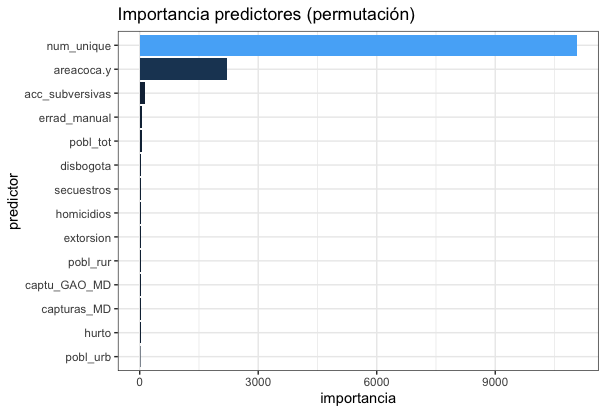 Importancia predictores (permutación)
num_unique
areacoca.y
acc_subversivas
errad_manual
pobl_tot
disbogota
secuestros
homicidios
extorsion
pobl_rur
captu_GAO_MD
capturas_MD
hurto
pobl_urb
predictor
0 3000 6000 9000
importancia